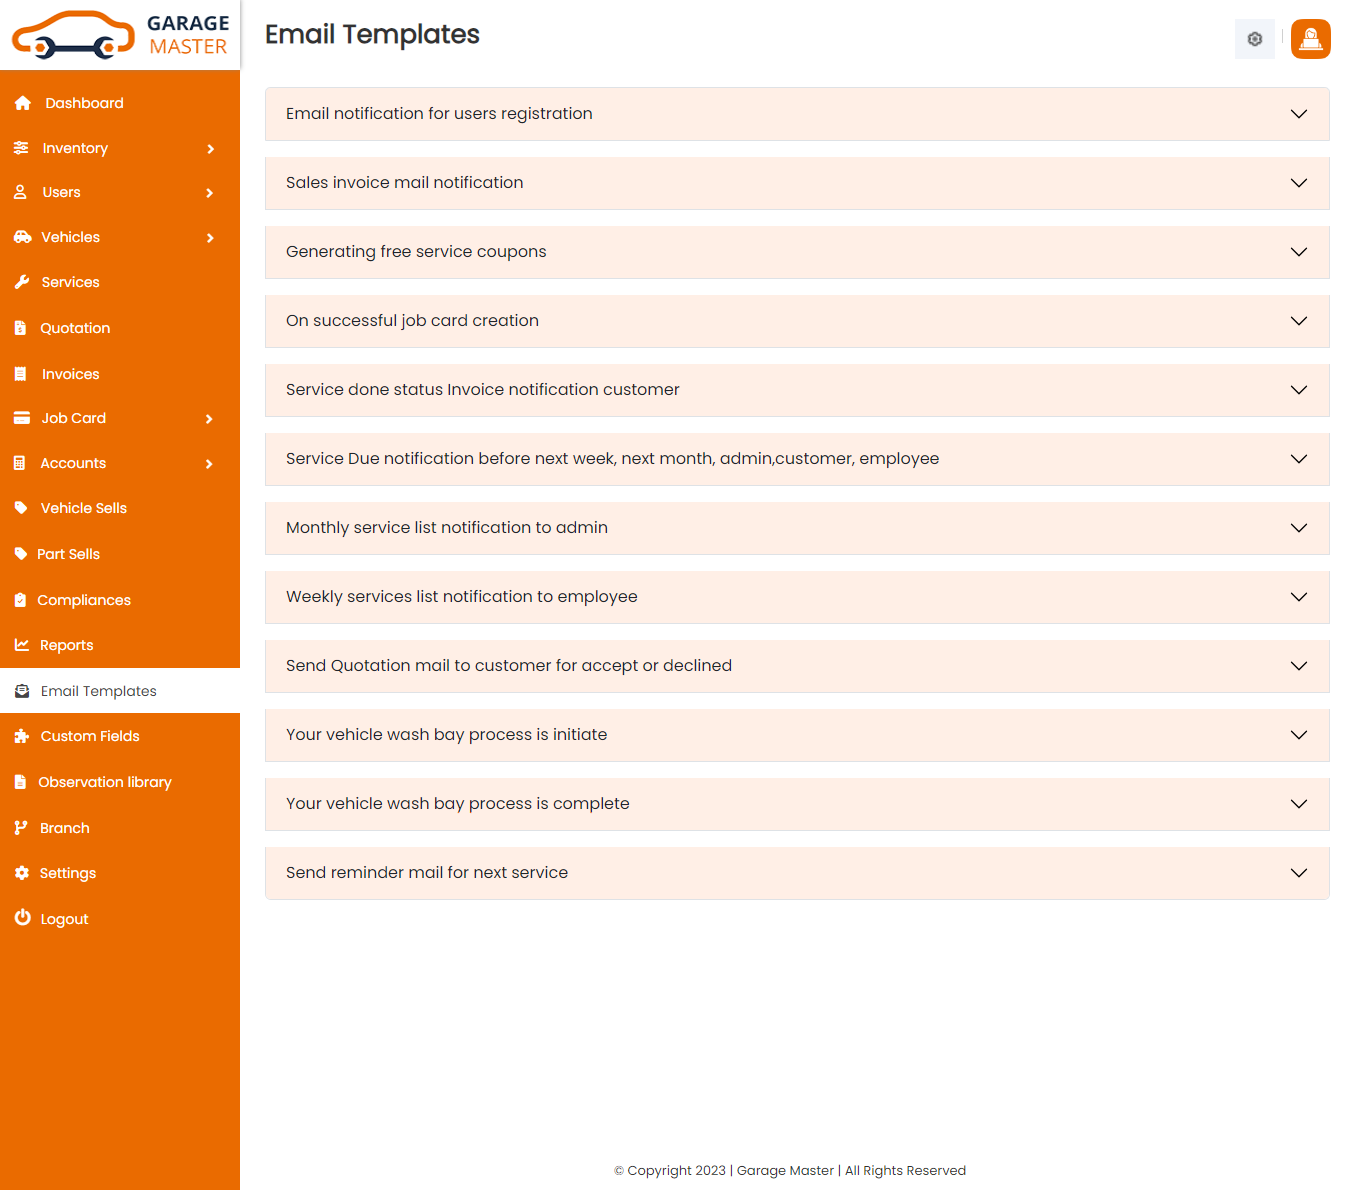 GARAGE
MASTER
Email Templates
Dashboard
Inventory
Users
Vehicles
Services
Quotation
Invoices
Job Card
Accounts
Vehicle Sells
Part Sells
Compliances
Reports
Email Templates
Custom Fields
Observation library
Branch
Settings
Logout
Email notification for users registration
Sales invoice mail notification
Generating free service coupons
On successful job card creation
Service done status Invoice notification customer
Service Due notification before next week, next month, admin,customer, employee
Monthly service list notification to admin
Weekly services list notification to employee
Send Quotation mail to customer for accept or declined
Your vehicle wash bay process is initiate
Your vehicle wash bay process is complete
Send reminder mail for next service
© Copyright 2023 | Garage Master | All Rights Reserved